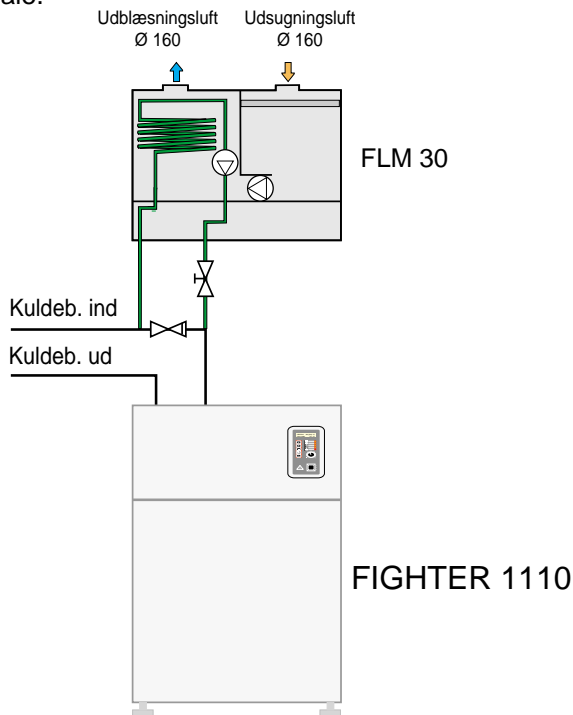 Udblæsningsluft
Ø 160
Udsugningsluft
Ø 160
FLM 30
Kuldeb. ind
Kuldeb. ud
FIGHTER 1110